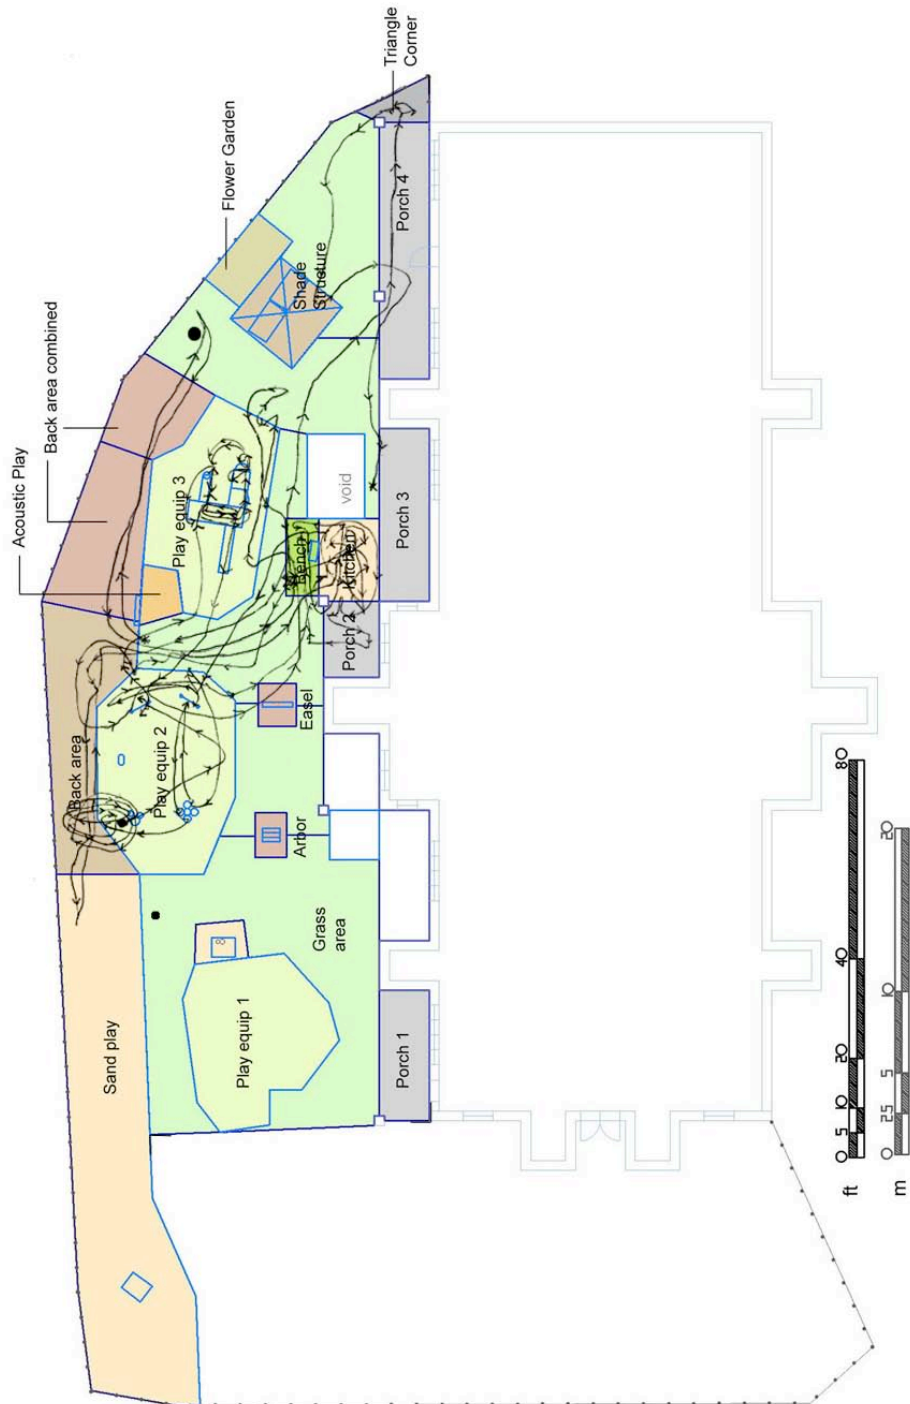 Triangle
Corner
Flower Garden
Back area combined
Acoustic Play
Porch 4
Shade
Structure
Play equip 3
void
Bench
Kitchen
Porch 3
Porch 2
Back area
Play equip 2
Easel
Arbor
Grass
area
8
Sand play
Play equip 1
Porch 1
ft
0 5 10 20 40 80
m
0 2.5 5 10 20